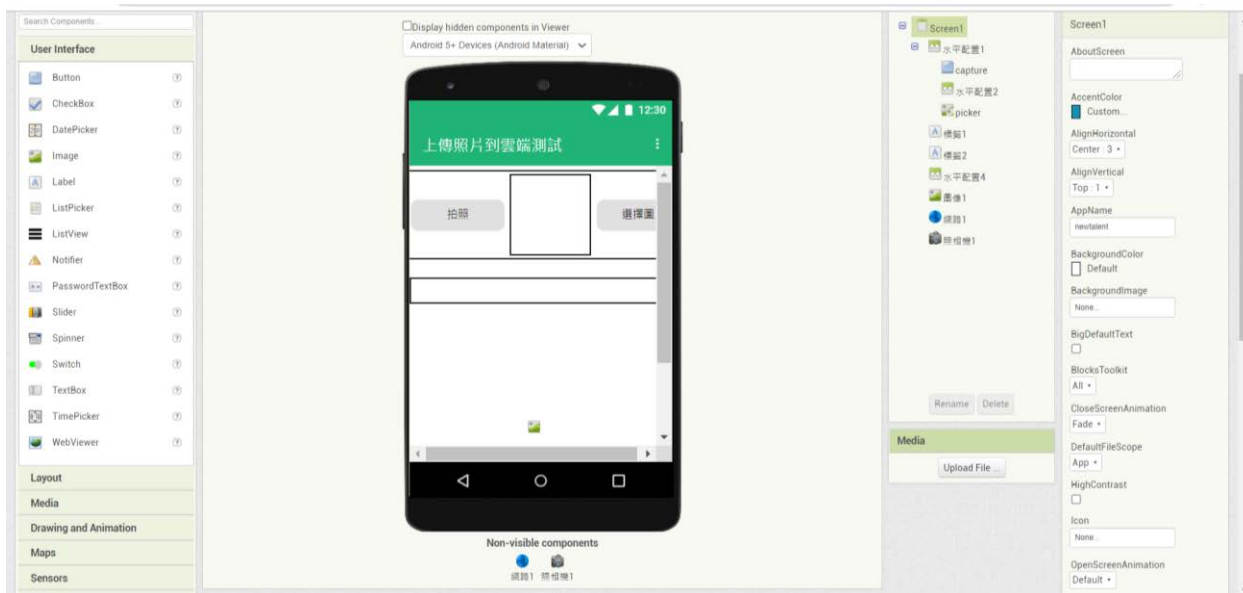 Search Components...
User Interface
Button
CheckBox
DatePicker
Image
Label
ListPicker
ListView
Notifier
PasswordTextBox
Slider
Spinner
Switch
TextBox
TimePicker
WebViewer
Layout
Media
Drawing and Animation
Maps
Sensors
Display hidden components in Viewer
Android 5+ Devices (Android Material)
12:30
上傳照片到雲端測試
拍照
選擇圖
Non-visible components
網路1 照相機1
Screen1
水平配置1
capture
水平配置2
picker
標籤1
標籤2
水平配置4
圖像1
網路1
照相機1
Rename Delete
Media
Upload File ...
Screen1
AboutScreen
AccentColor
Custom...
AlignHorizontal
Center : 3
AlignVertical
Top : 1
AppName
newtalent
BackgroundColor
Default
BackgroundImage
None...
BigDefaultText
BlocksToolkit
All
CloseScreenAnimation
Fade
DefaultFileScope
App
HighContrast
Icon
None...
OpenScreenAnimation
Default